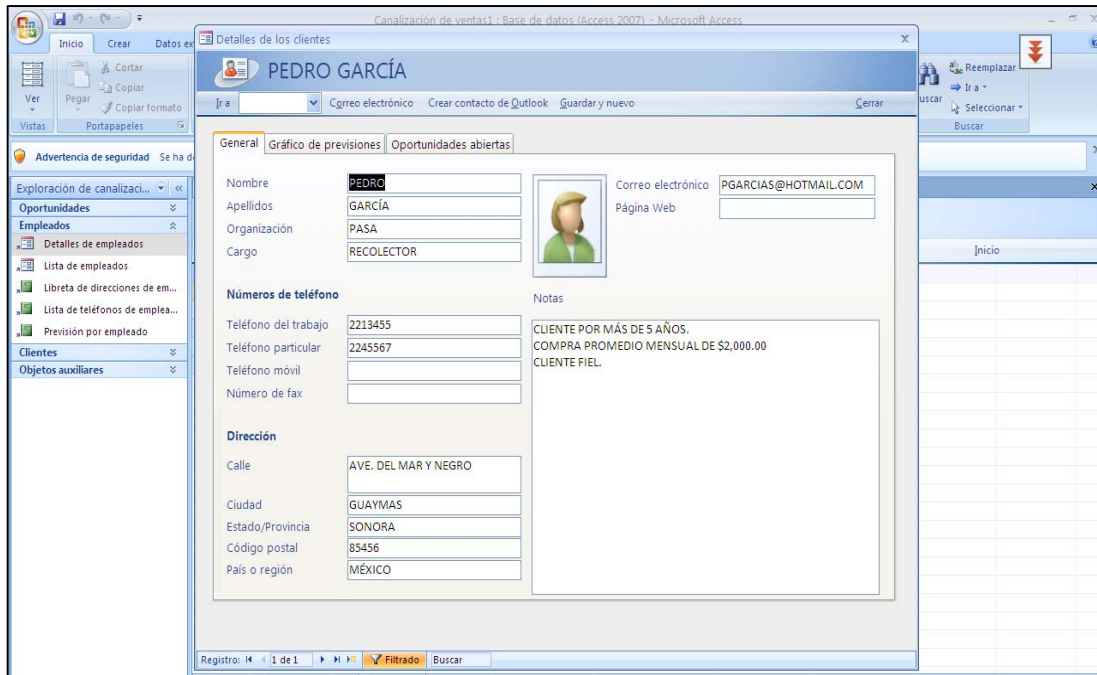 Canalización de ventas1 : Base de datos (Access 2007) - Microsoft Access
Inicio Crear Datos ex
Ver
Vistas
Pegar
Cortar
Copiar
Copiar formato
Portapapeles
Reemplazar
Ir a
Seleccionar
uscar
Buscar
Advertencia de seguridad Se ha d
Exploración de canalizaci...
Oportunidades
Empleados
Detalles de empleados
Lista de empleados
Libreta de direcciones de em...
Lista de teléfonos de emplea...
Previsión por empleado
Clientes
Objetos auxiliares
Inicio
Detalles de los clientes
PEDRO GARCÍA
Ir a Correo electrónico Crear contacto de Outlook Guardar y nuevo Cerrar
General Gráfico de previsiones Oportunidades abiertas
Nombre PEDRO
Apellidos GARCÍA
Organización PASA
Cargo RECOLECTOR
Correo electrónico PGARCIAS@HOTMAIL.COM
Página Web
Números de teléfono
Teléfono del trabajo 2213455
Teléfono particular 2245567
Teléfono móvil
Número de fax
Notas
CLIENTE POR MÁS DE 5 AÑOS.
COMPRA PROMEDIO MENSUAL DE $2,000.00
CLIENTE FIEL.
Dirección
Calle AVE. DEL MAR Y NEGRO
Ciudad GUAYMAS
Estado/Provincia SONORA
Código postal 85456
País o región MÉXICO
Registro: 1 de 1 Filtrado Buscar